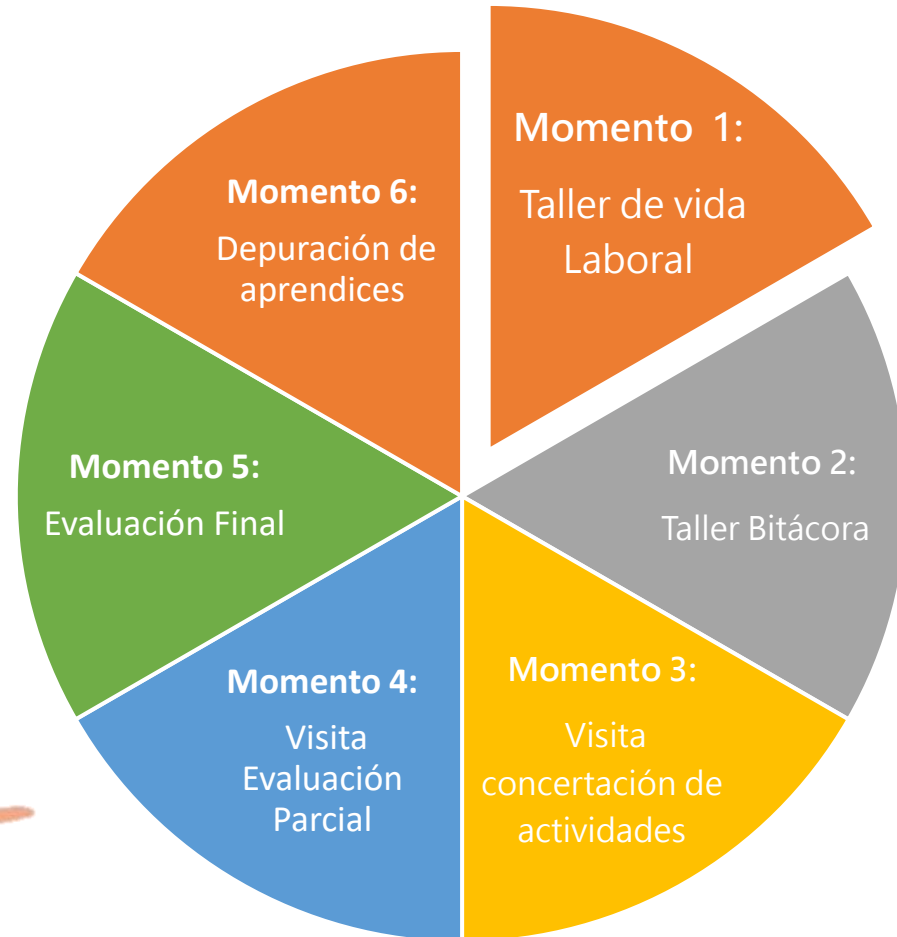 Momento 1:
Taller de vida
Laboral
Momento 2:
Taller Bitácora
Momento 3:
Visita
concertación de
actividades
Momento 4:
Visita
Evaluación
Parcial
Momento 5:
Evaluación Final
Momento 6:
Depuración de
aprendices